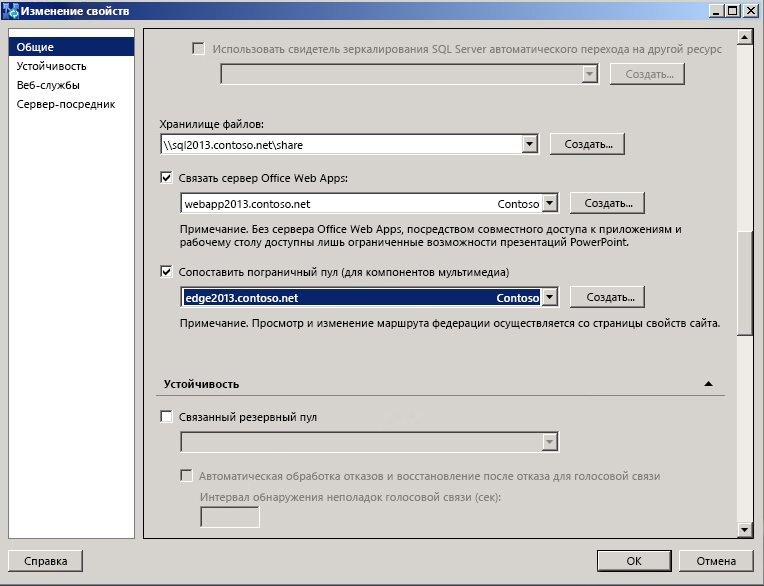 Изменение свойств
Общие
Устойчивость
Веб-службы
Сервер-посредник
Использовать свидетель зеркалирования SQL Server автоматического перехода на другой ресурс
Создать...
Хранилище файлов:
\\sql2013.contoso.net\share
Создать...
Связать сервер Office Web Apps:
webapp2013.contoso.net Contoso
Создать...
Примечание. Без сервера Office Web Apps, посредством совместного доступа к приложениям и
рабочему столу доступны лишь ограниченные возможности презентаций PowerPoint.
Сопоставить пограничный пул (для компонентов мультимедиа)
edge2013.contoso.net Contoso
Создать...
Примечание. Просмотр и изменение маршрута федерации осуществляется со страницы свойств сайта.
Устойчивость
Связанный резервный пул
Автоматическая обработка отказов и восстановление после отказа для голосовой связи
Интервал обнаружения неполадок голосовой связи (сек):
Справка
ОК
Отмена